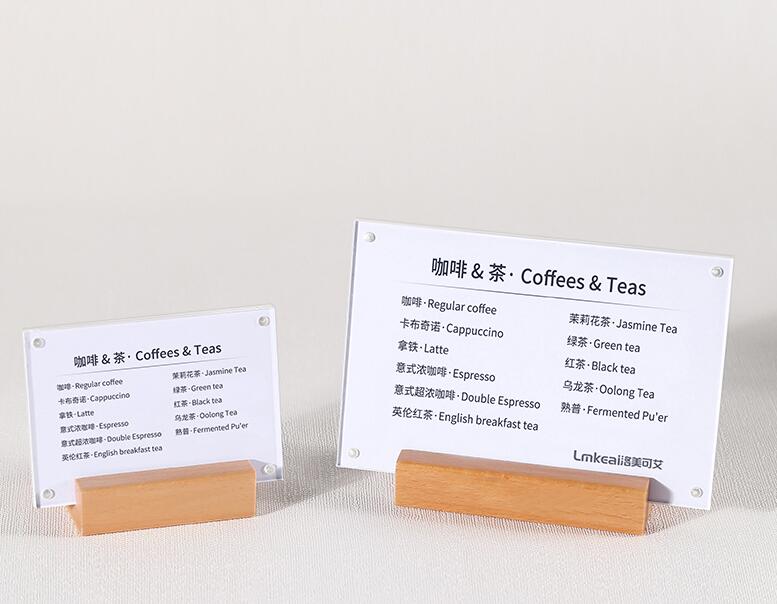 咖啡 & 茶· Coffees & Teas
咖啡·Regular coffee
卡布奇诺·Cappuccino
拿铁·Latte
意式浓咖啡·Espresso
意式超浓咖啡·Double Espresso
英伦红茶·English breakfast tea
茉莉花茶·Jasmine Tea
绿茶·Green tea
红茶·Black tea
乌龙茶·Oolong Tea
熟普·Fermented Pu'er
咖啡 & 茶· Coffees & Teas
咖啡·Regular coffee
卡布奇诺·Cappuccino
拿铁·Latte
意式浓咖啡·Espresso
意式超浓咖啡·Double Espresso
英伦红茶·English breakfast tea
茉莉花茶·Jasmine Tea
绿茶·Green tea
红茶·Black tea
乌龙茶·Oolong Tea
熟普·Fermented Pu'er
Lmkeali洛美可艾